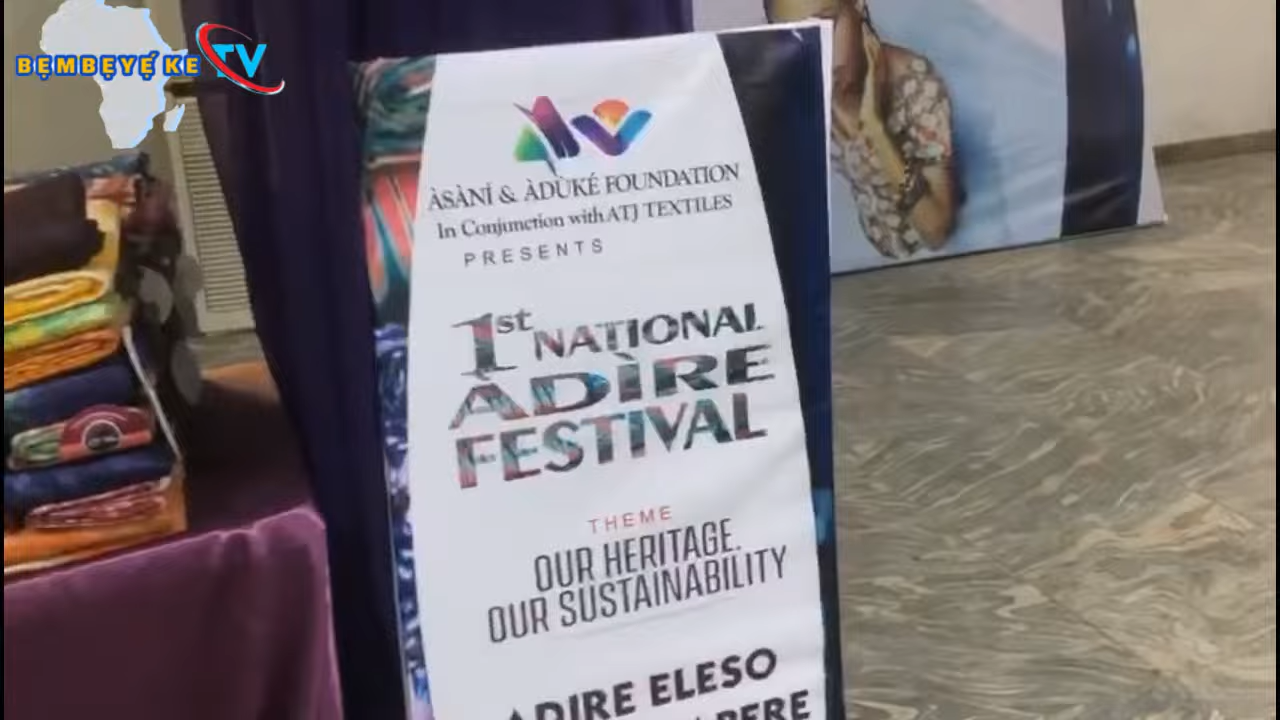 BẸMBẸYẸ́ KE TV
ÀSÀNÍ & ÀDÙKÉ FOUNDATION
In Conjunction with ATJ TEXTILES
PRESENTS
1st NATIONAL
ÀDÌRE
FESTIVAL
THEME
OUR HERITAGE.
OUR SUSTAINABILITY
ADIRE ELESO